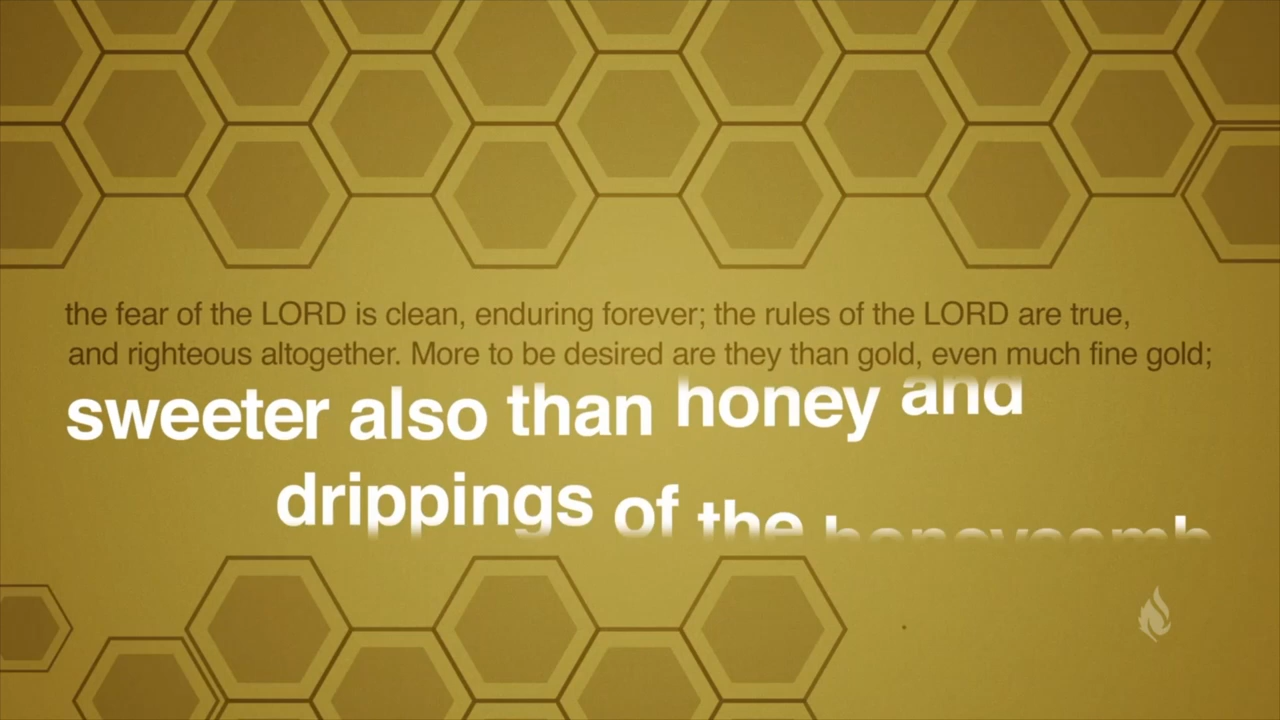 the fear of the LORD is clean, enduring forever; the rules of the LORD are true,
and righteous altogether. More to be desired are they than gold, even much fine gold;
sweeter also than honey and
drippings of the honeycomb